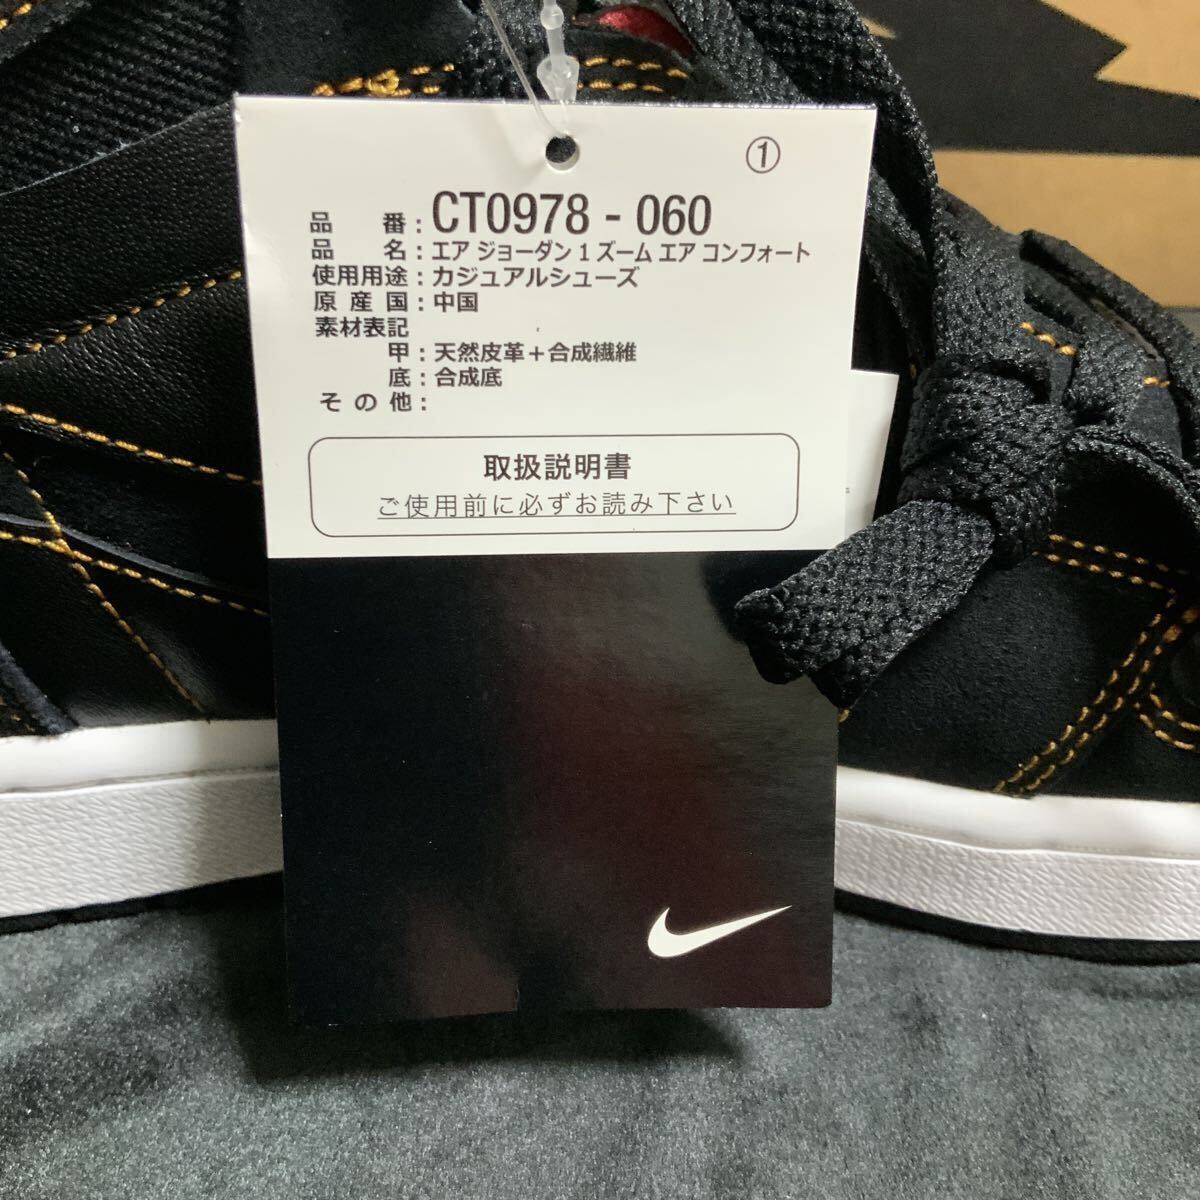 ①
品番：CT0978 - 060
品名：エア ジョーダン 1 ズーム エア コンフォート
使用用途：カジュアルシューズ
原産国：中国
素材表記
甲：天然皮革＋合成繊維
底：合成底
その他：
取扱説明書
ご使用前に必ずお読み下さい